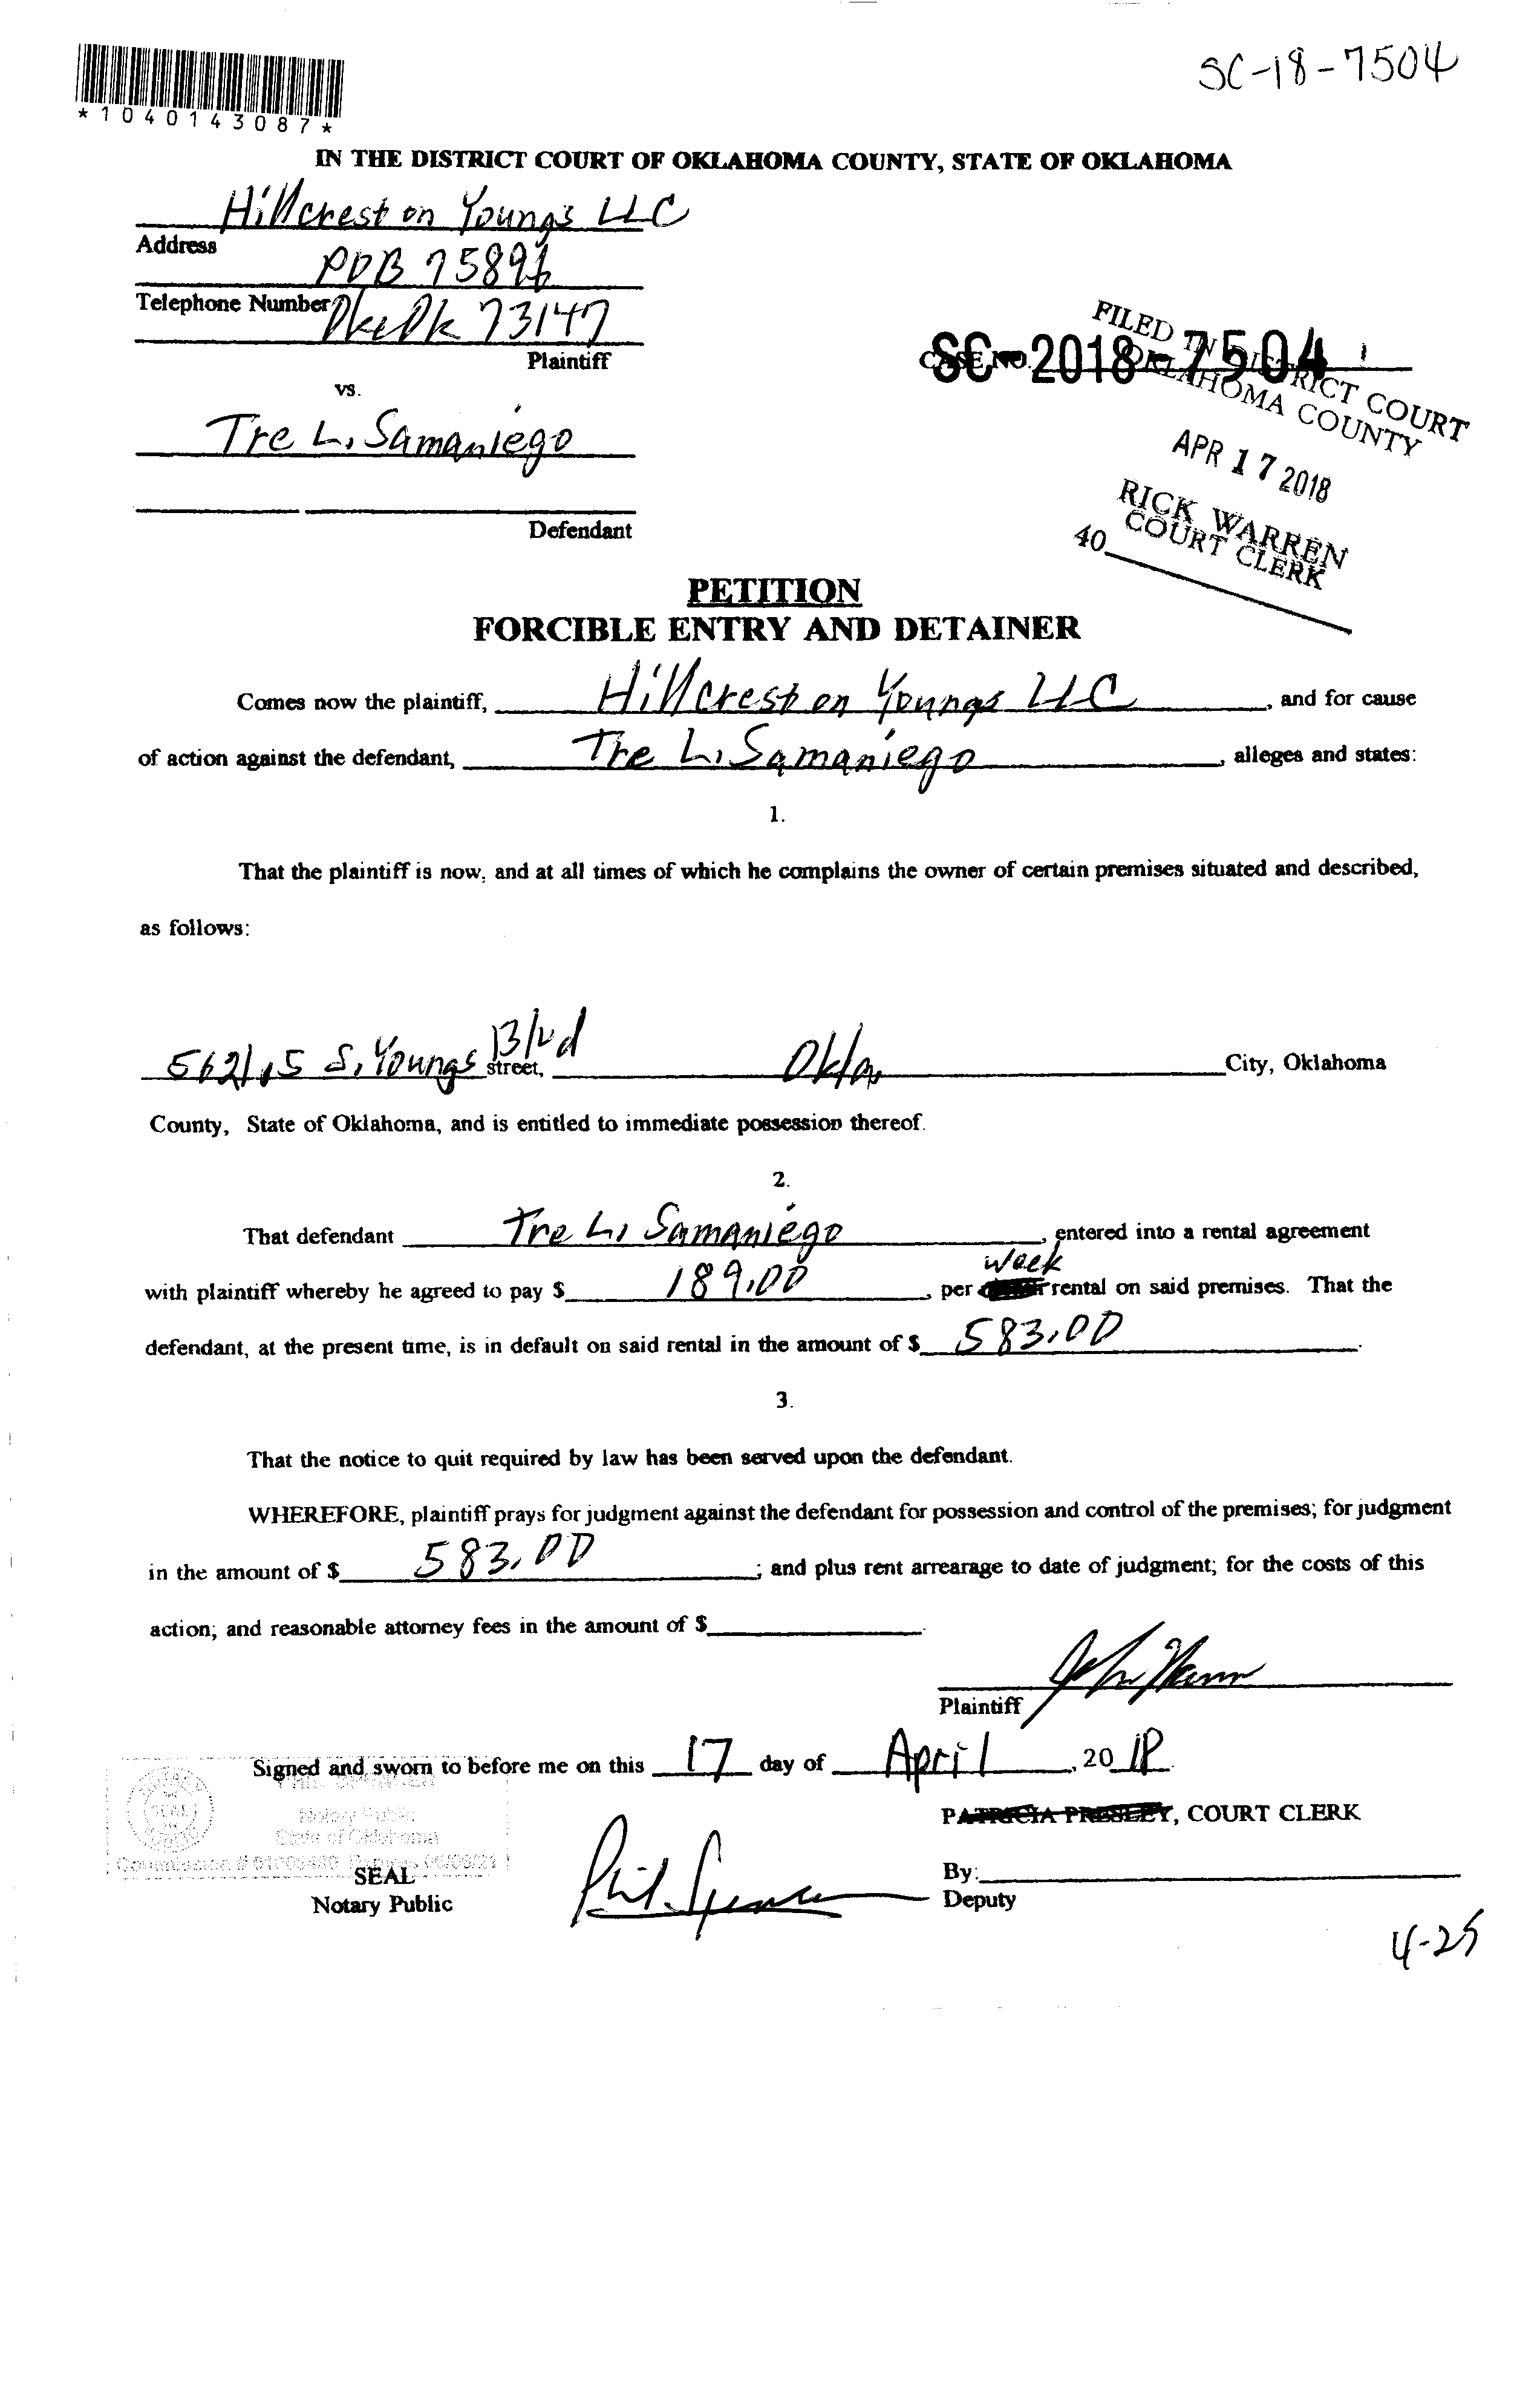 SC-18-7504
*1040143087*
IN THE DISTRICT COURT OF OKLAHOMA COUNTY, STATE OF OKLAHOMA
Hillcrest on Youngs LLC
Address
POB 75896
Telephone Number OKC OK 73147
Plaintiff
vs.
CASE NO.
SC-2018-7504
FILED IN DISTRICT COURT
OKLAHOMA COUNTY
APR 17 2018
RICK WARREN
COURT CLERK
40
Tre L. Samaniego
Defendant
PETITION
FORCIBLE ENTRY AND DETAINER
Comes now the plaintiff, Hillcrest on Youngs LLC, and for cause
of action against the defendant, Tre L. Samaniego, alleges and states:
1.
That the plaintiff is now, and at all times of which he complains the owner of certain premises situated and described,
as follows:
5621.5 S. Youngs Blvd street, Okla City, Oklahoma
County, State of Oklahoma, and is entitled to immediate possession thereof.
2.
That defendant Tre L. Samaniego, entered into a rental agreement
with plaintiff whereby he agreed to pay $ 189.00, per week rental on said premises. That the
defendant, at the present time, is in default on said rental in the amount of $ 583.00.
3.
That the notice to quit required by law has been served upon the defendant.
WHEREFORE, plaintiff prays for judgment against the defendant for possession and control of the premises; for judgment
in the amount of $ 583.00; and plus rent arrearage to date of judgment; for the costs of this
action; and reasonable attorney fees in the amount of $.
Plaintiff
Signed and sworn to before me on this 17 day of April, 2018.
PATRICIA PRESLEY, COURT CLERK
Notary Public
State of Oklahoma
SEAL
Notary Public
Phil Spencer
By:
Deputy
4-25